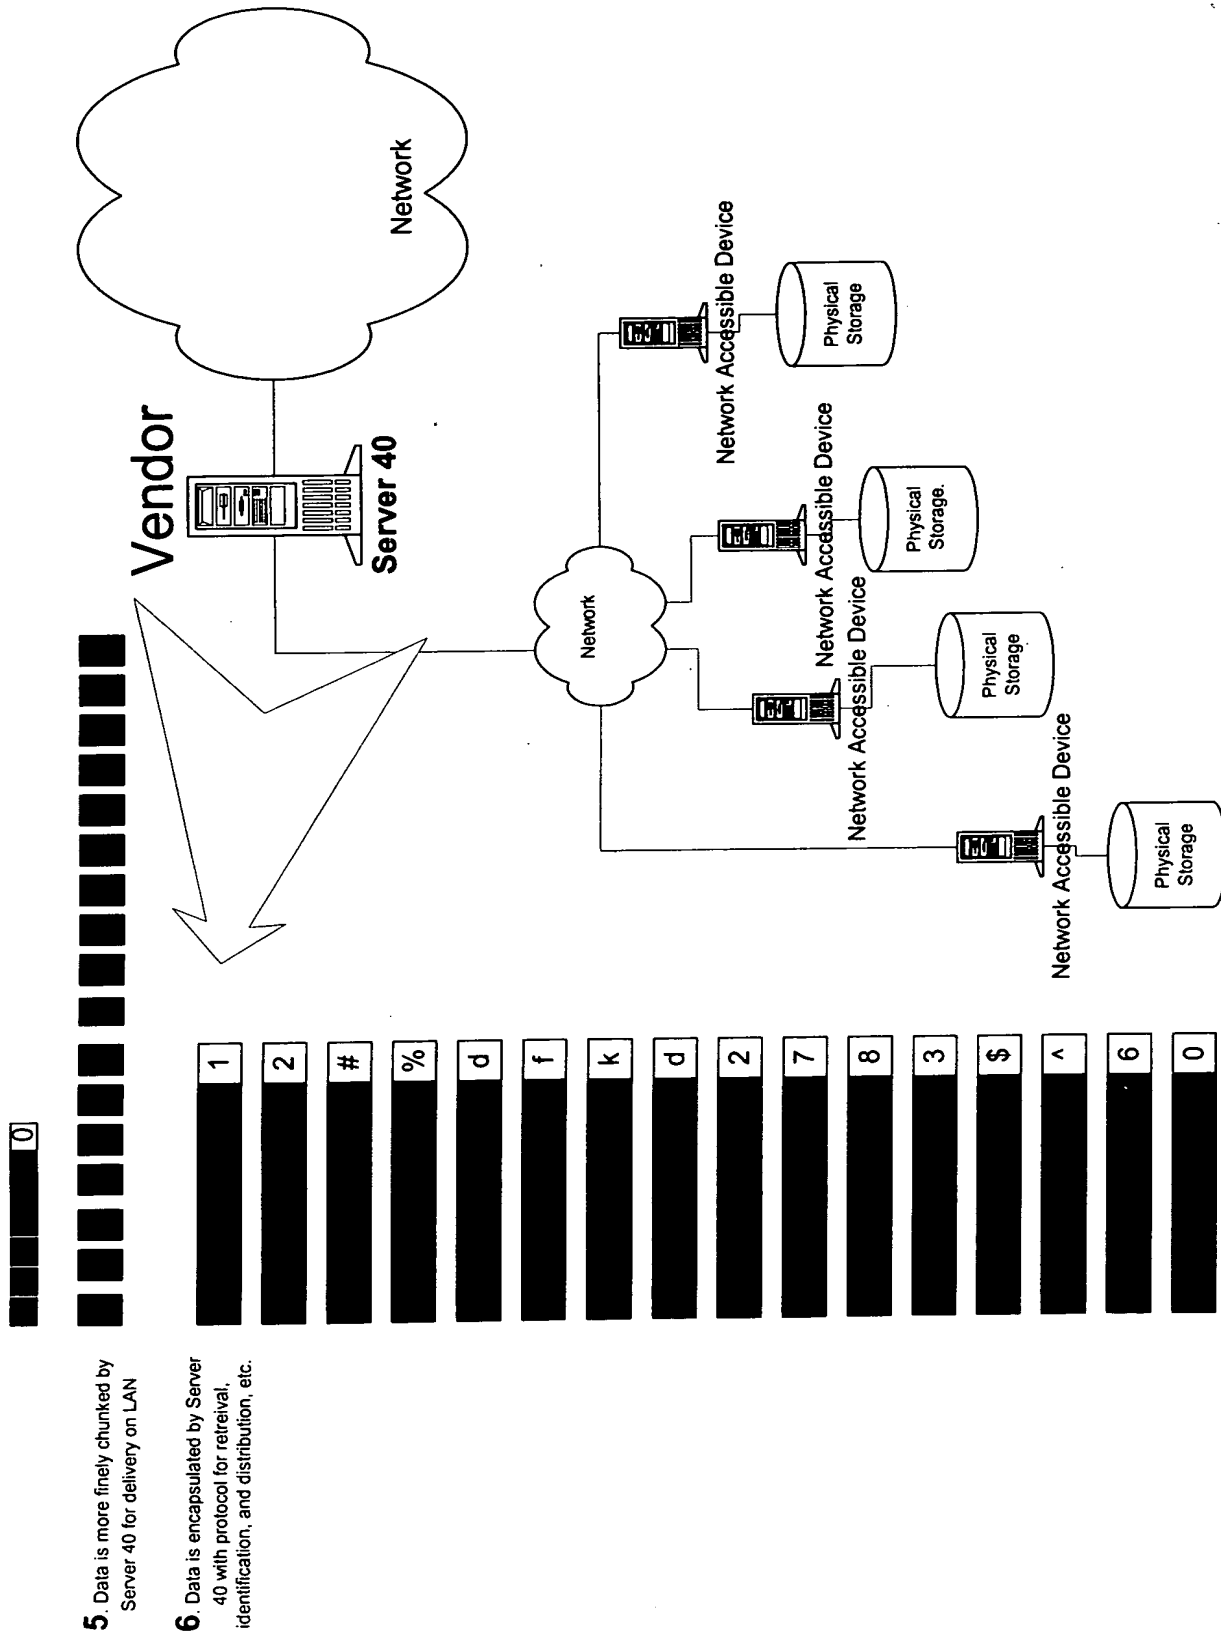 0
5. Data is more finely chunked by
Server 40 for delivery on LAN
6. Data is encapsulated by Server
40 with protocol for retreival,
identification, and distribution, etc.
1
2
#
%
d
f
k
d
2
7
8
3
$
^
6
0
Vendor
Server 40
Network
Network
Network Accessible Device
Physical
Storage
Network Accessible Device
Physical
Storage.
Network Accessible Device
Physical
Storage
Network Accessible Device
Physical
Storage